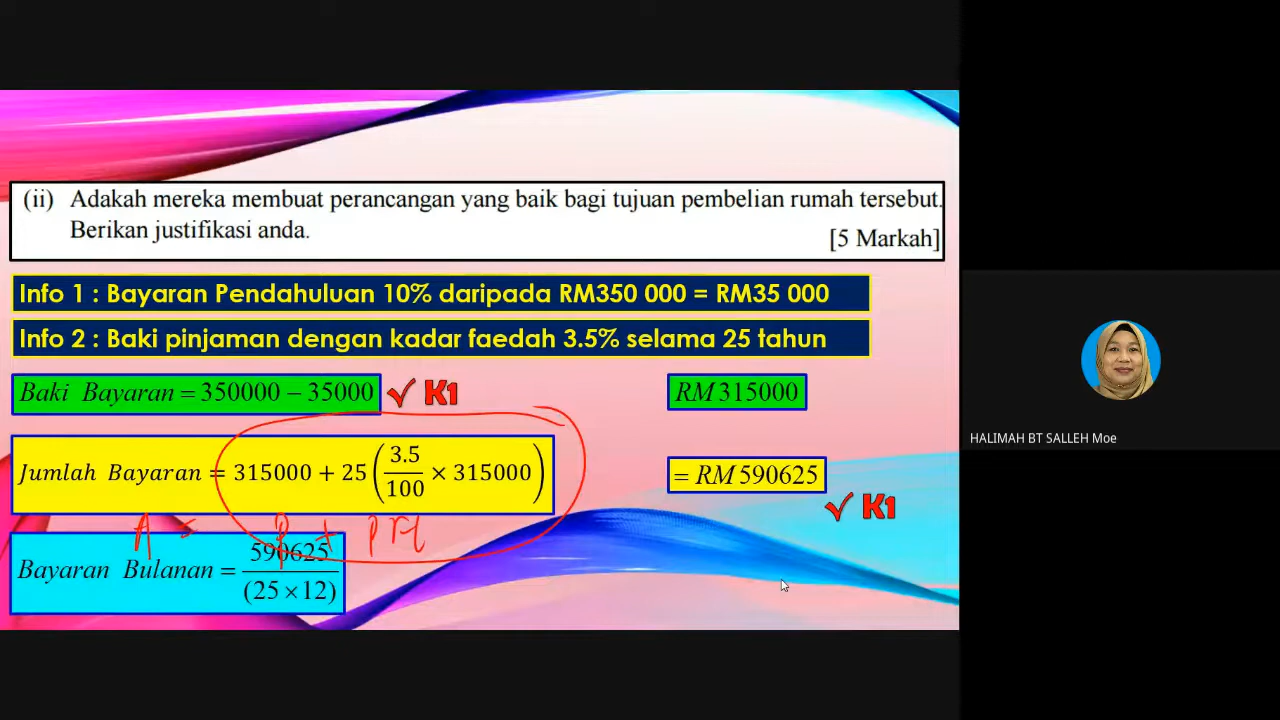 (ii) Adakah mereka membuat perancangan yang baik bagi tujuan pembelian rumah tersebut.
Berikan justifikasi anda.
[5 Markah]
Info 1 : Bayaran Pendahuluan 10% daripada RM350 000 = RM35 000
Info 2 : Baki pinjaman dengan kadar faedah 3.5% selama 25 tahun
Baki Bayaran = 350000 − 35000 ✓ K1 RM315000
Jumlah Bayaran = 315000 + 25 (3.5/100 × 315000) = RM590625
✓ K1
A = P + Prt
Bayaran Bulanan = 590625/(25 × 12)
HALIMAH BT SALLEH Moe